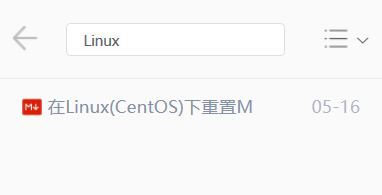 Linux
M↓ 在Linux(CentOS)下重置M 05-16